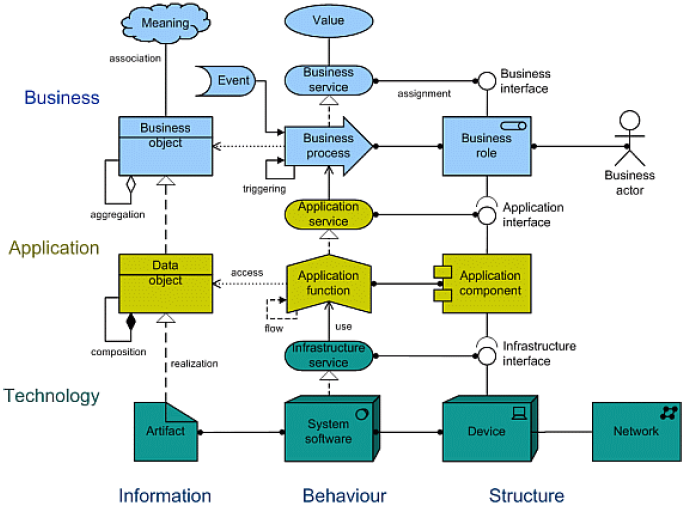 Meaning
Value
association
Event
Business
service
Business
interface
assignment
Business
Business
object
Business
process
Business
role
Business
actor
triggering
aggregation
Application
service
Application
interface
Application
Data
object
access
Application
function
Application
component
flow
use
composition
realization
Infrastructure
service
Infrastructure
interface
Technology
Artifact
System
software
Device
Network
Information
Behaviour
Structure